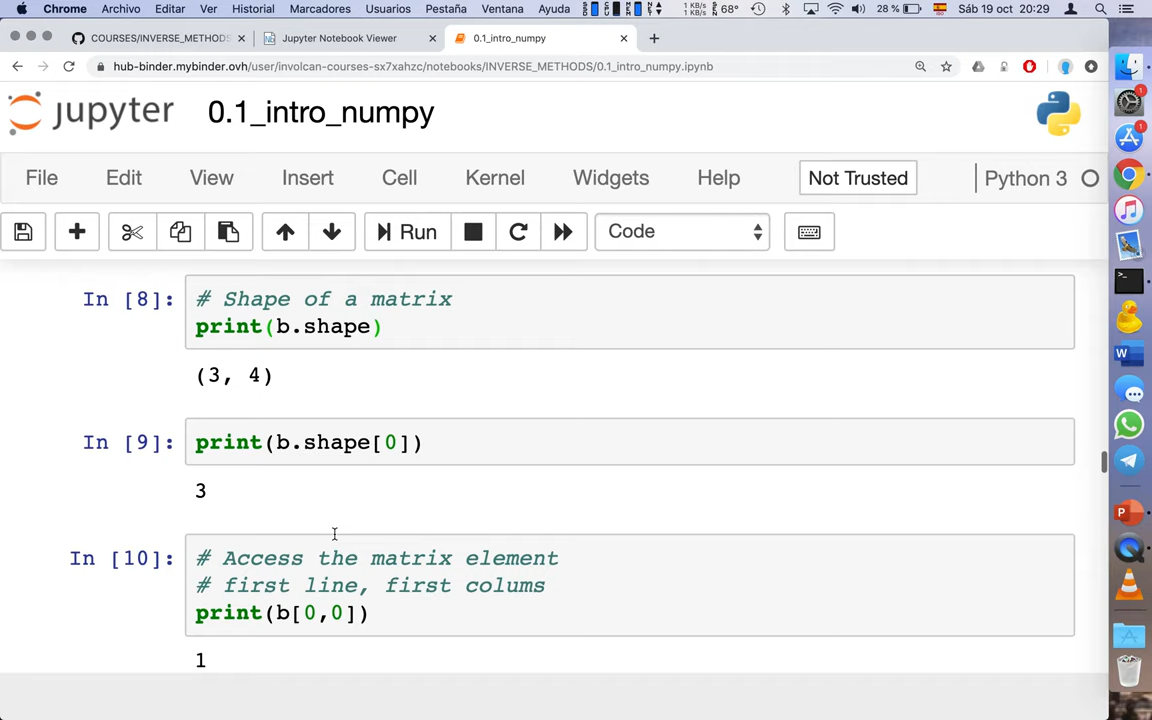 Chrome Archivo Editar Ver Historial Marcadores Usuarios Pestaña Ventana Ayuda 1 KB/s 1 KB/s 68° 28 % Sáb 19 oct 20:29
COURSES/INVERSE_METHODS Jupyter Notebook Viewer 0.1_intro_numpy
hub-binder.mybinder.ovh/user/involcan-courses-sx7xahzc/notebooks/INVERSE_METHODS/0.1_intro_numpy.ipynb
jupyter 0.1_intro_numpy
File Edit View Insert Cell Kernel Widgets Help Not Trusted Python 3
Run Code
In [8]: # Shape of a matrix
print(b.shape)
(3, 4)
In [9]: print(b.shape[0])
3
In [10]: # Access the matrix element
# first line, first colums
print(b[0,0])
1